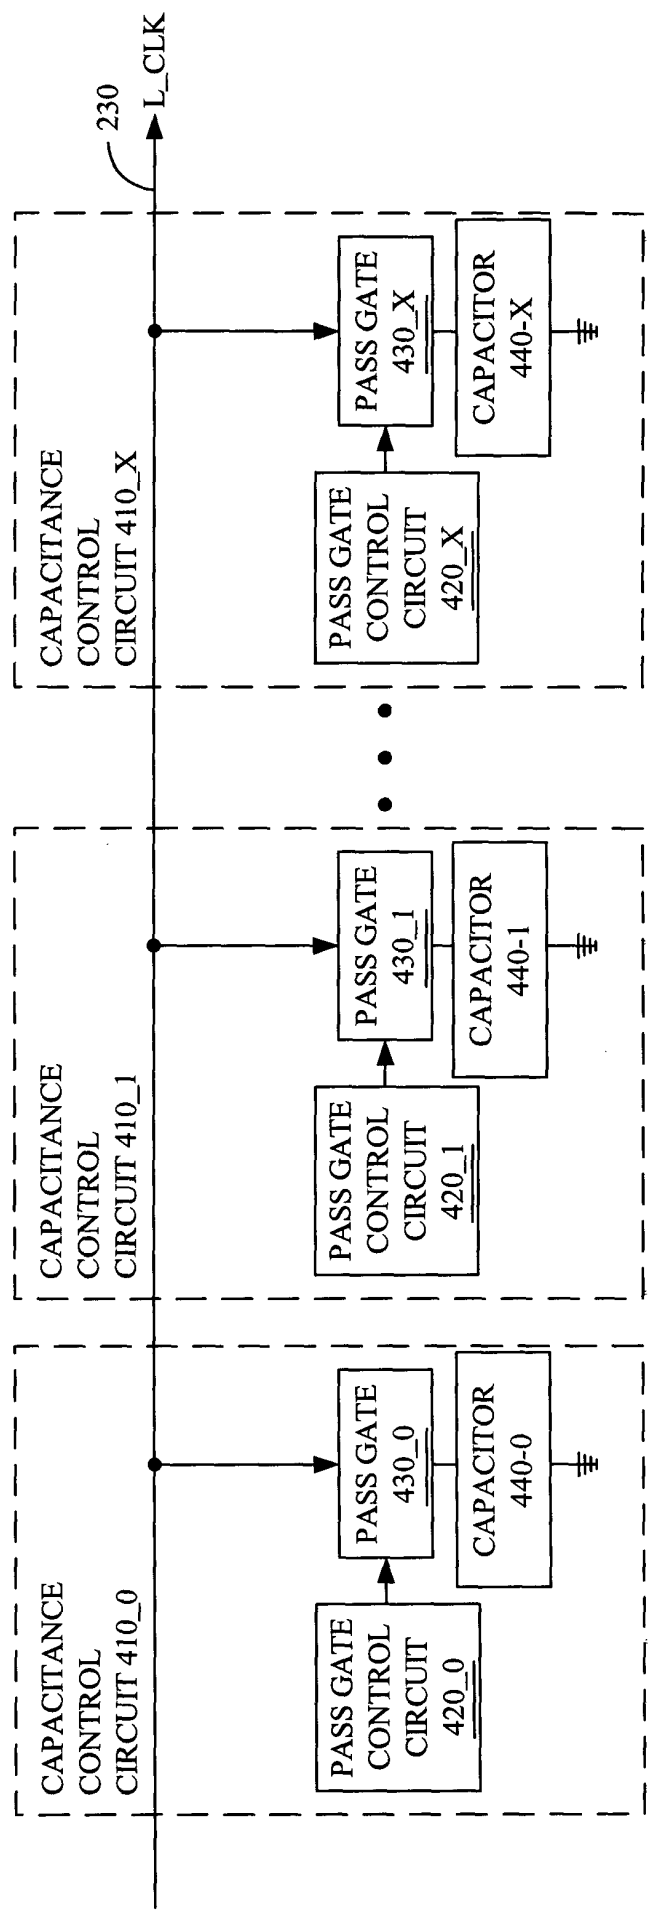 CAPACITANCE
CONTROL
CIRCUIT 410_0
PASS GATE
CONTROL
CIRCUIT
420_0
PASS GATE
430_0
CAPACITOR
440-0
CAPACITANCE
CONTROL
CIRCUIT 410_1
PASS GATE
CONTROL
CIRCUIT
420_1
PASS GATE
430_1
CAPACITOR
440-1
CAPACITANCE
CONTROL
CIRCUIT 410_X
PASS GATE
CONTROL
CIRCUIT
420_X
PASS GATE
430_X
CAPACITOR
440-X
230
L_CLK